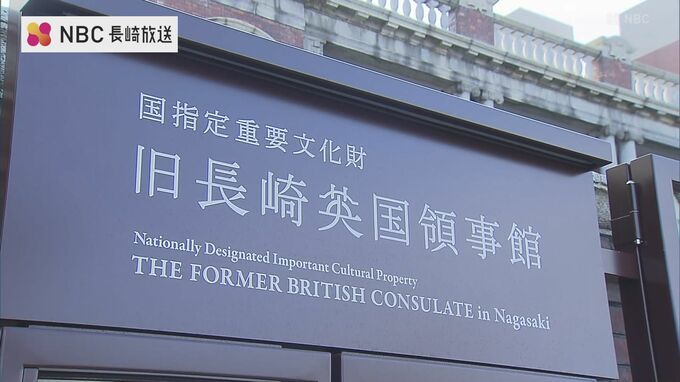 NBC 長崎放送
NBC
国指定重要文化財
旧長崎英国領事館
Nationally Designated Important Cultural Property
THE FORMER BRITISH CONSULATE in Nagasaki